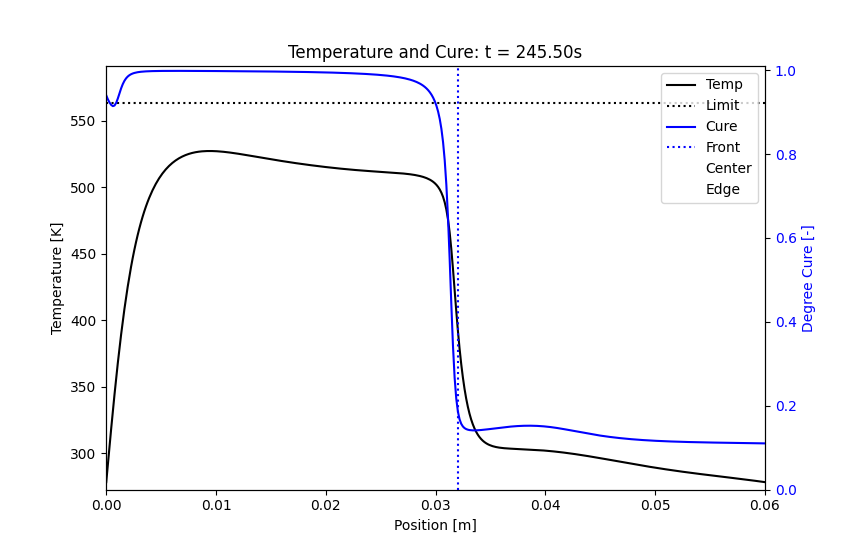 Temperature and Cure: t = 245.50s
Temp
Limit
Cure
Front
Center
Edge
Temperature [K]
550
500
450
400
350
300
1.0
0.8
0.6
0.4
0.2
0.0
Degree Cure [-]
0.00 0.01 0.02 0.03 0.04 0.05 0.06
Position [m]